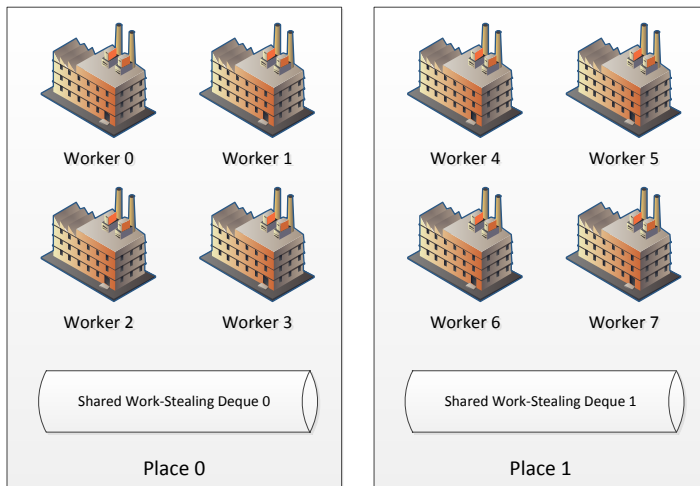 Worker 0
Worker 1
Worker 2
Worker 3
Shared Work-Stealing Deque 0
Place 0
Worker 4
Worker 5
Worker 6
Worker 7
Shared Work-Stealing Deque 1
Place 1